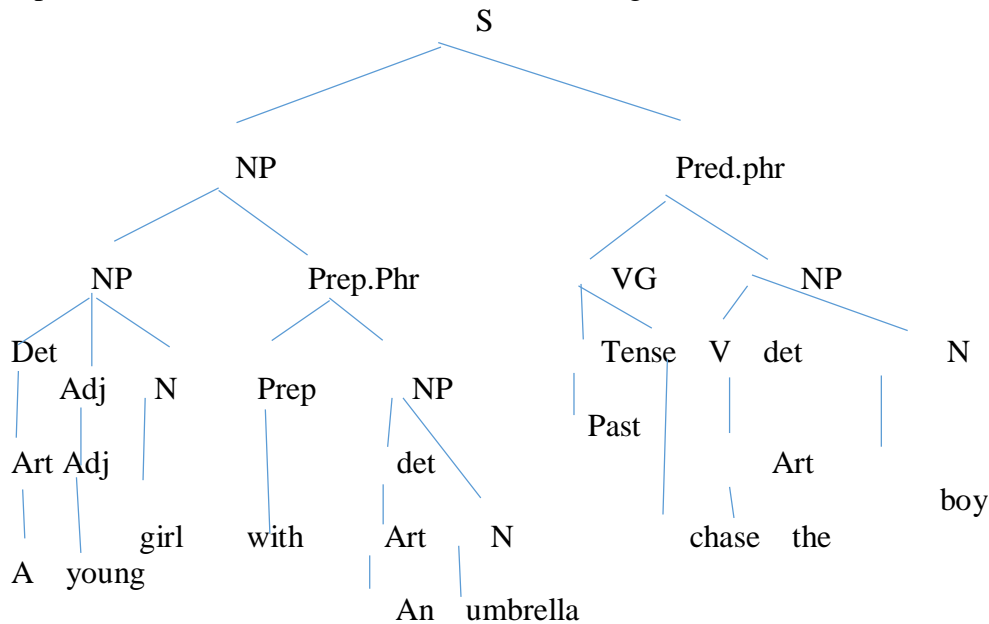 S
NP Pred.phr
NP Prep.Phr VG NP
Det Tense V det N
Adj N Prep NP
Past
Art Adj det Art
boy
girl with Art N chase the
A young
An umbrella